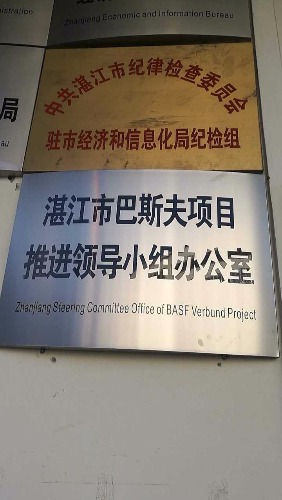 Zhanjiang Economic and Information Bureau
局
中共湛江市纪律检查委员会
驻市经济和信息化局纪检组
湛江市巴斯夫项目
推进领导小组办公室
Zhanjiang Steering Committee Office of BASF Verbund Project